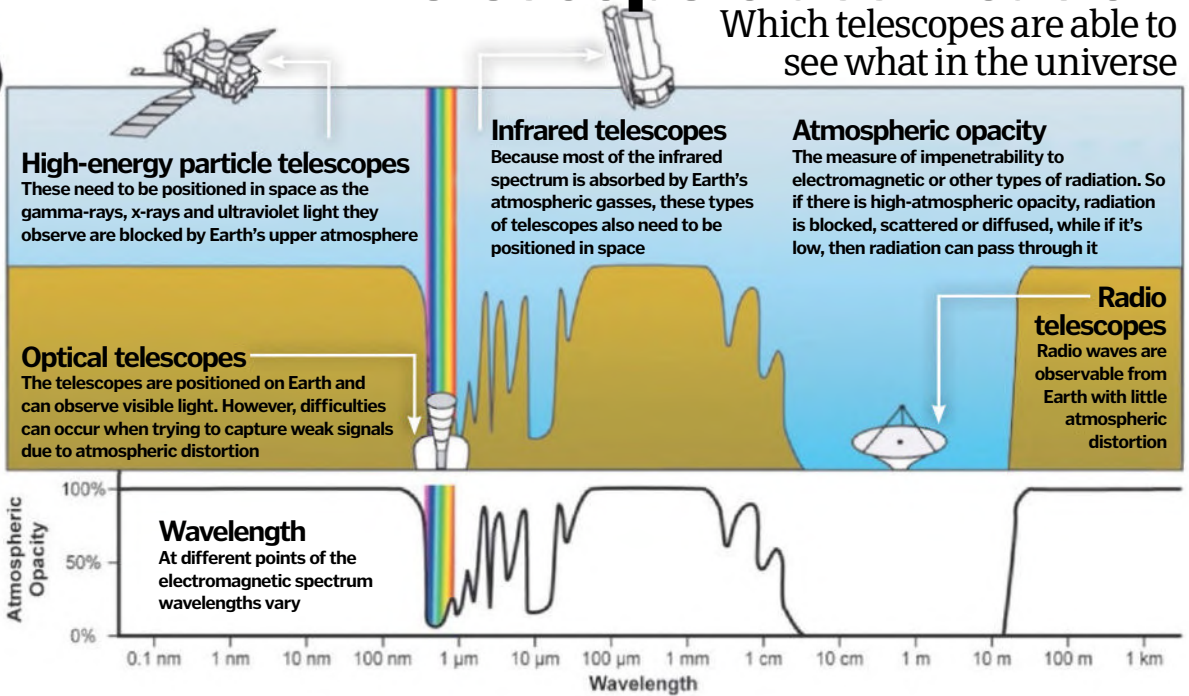 Which telescopes are able to
see what in the universe
High-energy particle telescopes
These need to be positioned in space as the
gamma-rays, x-rays and ultraviolet light they
observe are blocked by Earth's upper atmosphere
Infrared telescopes
Because most of the infrared
spectrum is absorbed by Earth's
atmospheric gasses, these types
of telescopes also need to be
positioned in space
Atmospheric opacity
The measure of impenetrability to
electromagnetic or other types of radiation. So
if there is high-atmospheric opacity, radiation
is blocked, scattered or diffused, while if it's
low, then radiation can pass through it
Optical telescopes
The telescopes are positioned on Earth and
can observe visible light. However, difficulties
can occur when trying to capture weak signals
due to atmospheric distortion
Radio
telescopes
Radio waves are
observable from
Earth with little
atmospheric
distortion
Atmospheric
Opacity
100%
50%
0%
Wavelength
At different points of the
electromagnetic spectrum
wavelengths vary
0.1 nm 1 nm 10 nm 100 nm 1 µm 10 µm 100 µm 1 mm 1 cm 10 cm 1 m 10 m 100 m 1 km
Wavelength